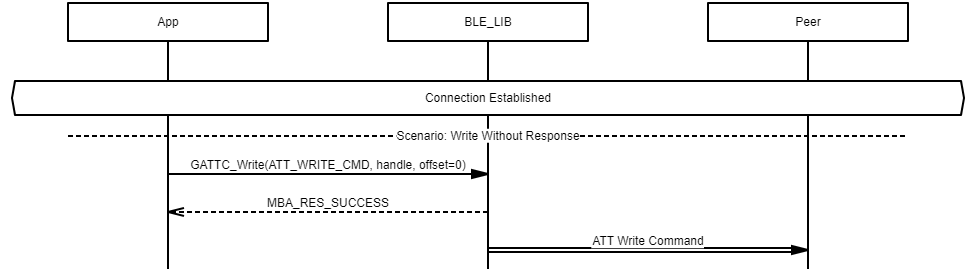 App
BLE_LIB
Peer
Connection Established
Scenario: Write Without Response
GATTC_Write(ATT_WRITE_CMD, handle, offset=0)
MBA_RES_SUCCESS
ATT Write Command